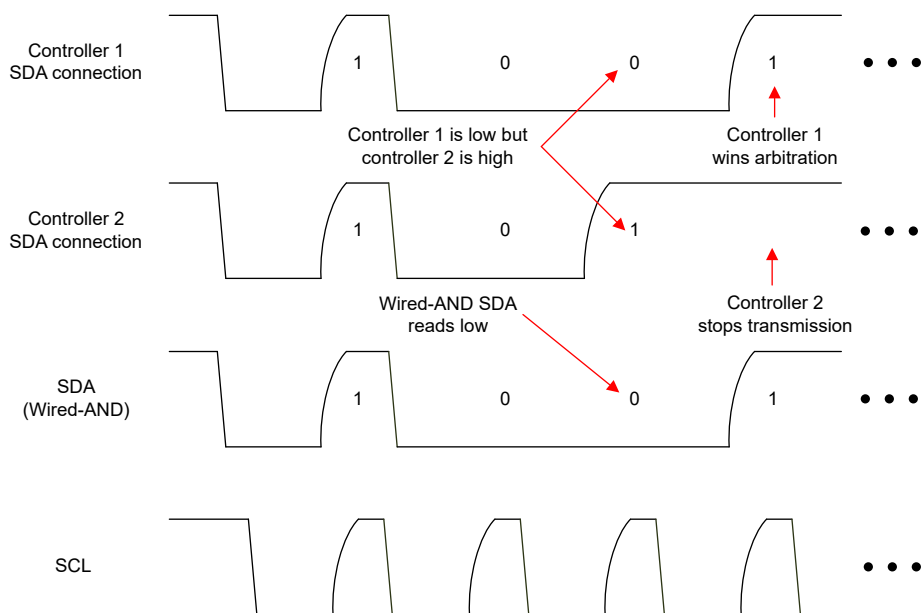 Controller 1
SDA connection
1
0
0
1
Controller 1 is low but
controller 2 is high
Controller 1
wins arbitration
Controller 2
SDA connection
1
0
1
Wired-AND SDA
reads low
Controller 2
stops transmission
SDA
(Wired-AND)
1
0
0
1
SCL